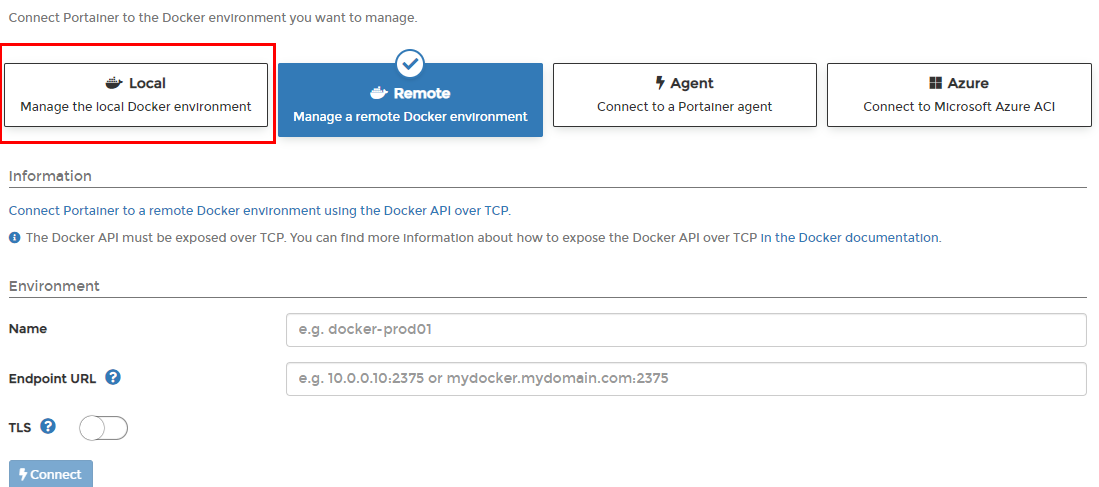 Connect Portainer to the Docker environment you want to manage.
Local
Manage the local Docker environment
Remote
Manage a remote Docker environment
Agent
Connect to a Portainer agent
Azure
Connect to Microsoft Azure ACI
Information
Connect Portainer to a remote Docker environment using the Docker API over TCP.
The Docker API must be exposed over TCP. You can find more information about how to expose the Docker API over TCP in the Docker documentation.
Environment
Name
e.g. docker-prod01
Endpoint URL
e.g. 10.0.0.10:2375 or mydocker.mydomain.com:2375
TLS
Connect